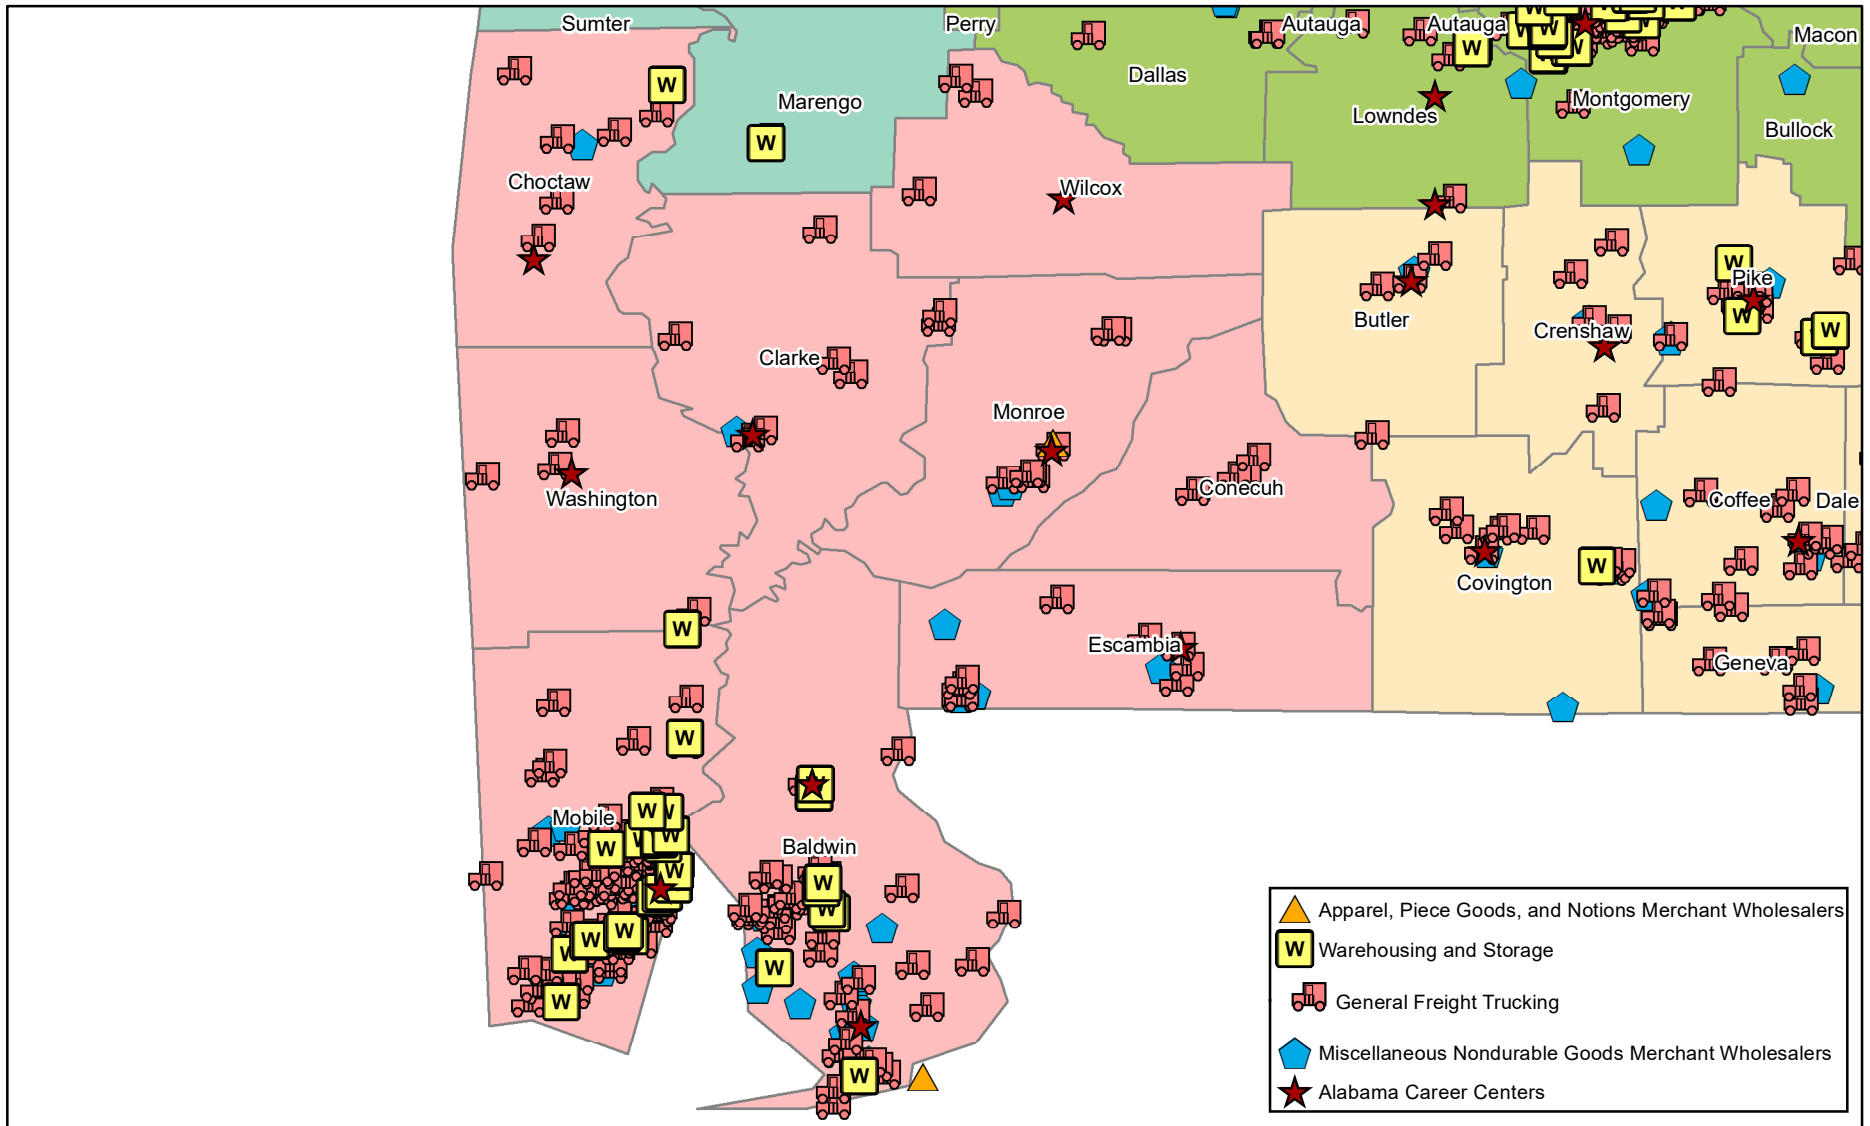 Sumter
Perry
Autauga
Autauga
Macon
Dallas
Marengo
Montgomery
Lowndes
Bullock
Choctaw
Wilcox
Pike
Butler
Crenshaw
Clarke
Monroe
Conecuh
Washington
Coffee
Dale
Covington
Escambia
Geneva
Mobile
Baldwin
Apparel, Piece Goods, and Notions Merchant Wholesalers
W Warehousing and Storage
General Freight Trucking
Miscellaneous Nondurable Goods Merchant Wholesalers
Alabama Career Centers